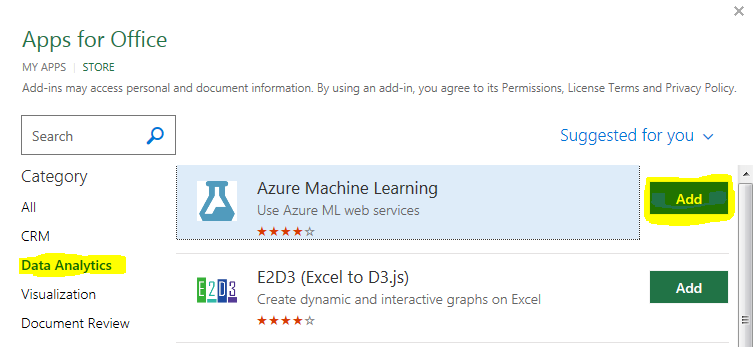 Apps for Office
MY APPS | STORE
Add-ins may access personal and document information. By using an add-in, you agree to its Permissions, License Terms and Privacy Policy.
Search
Suggested for you
Category
All
CRM
Data Analytics
Visualization
Document Review
Azure Machine Learning
Use Azure ML web services
Add
E2D3
E2D3 (Excel to D3.js)
Create dynamic and interactive graphs on Excel
Add